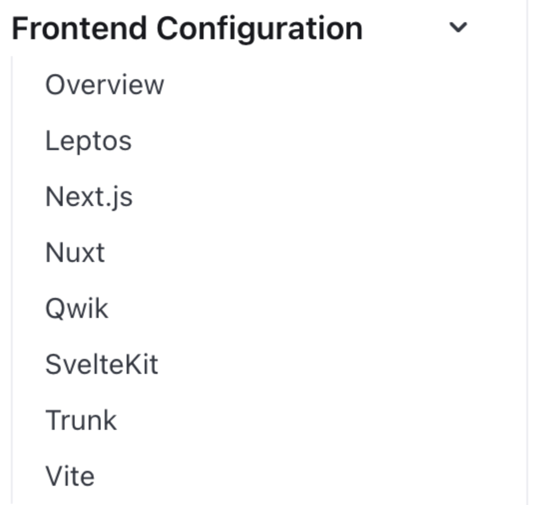 Frontend Configuration
Overview
Leptos
Next.js
Nuxt
Qwik
SvelteKit
Trunk
Vite